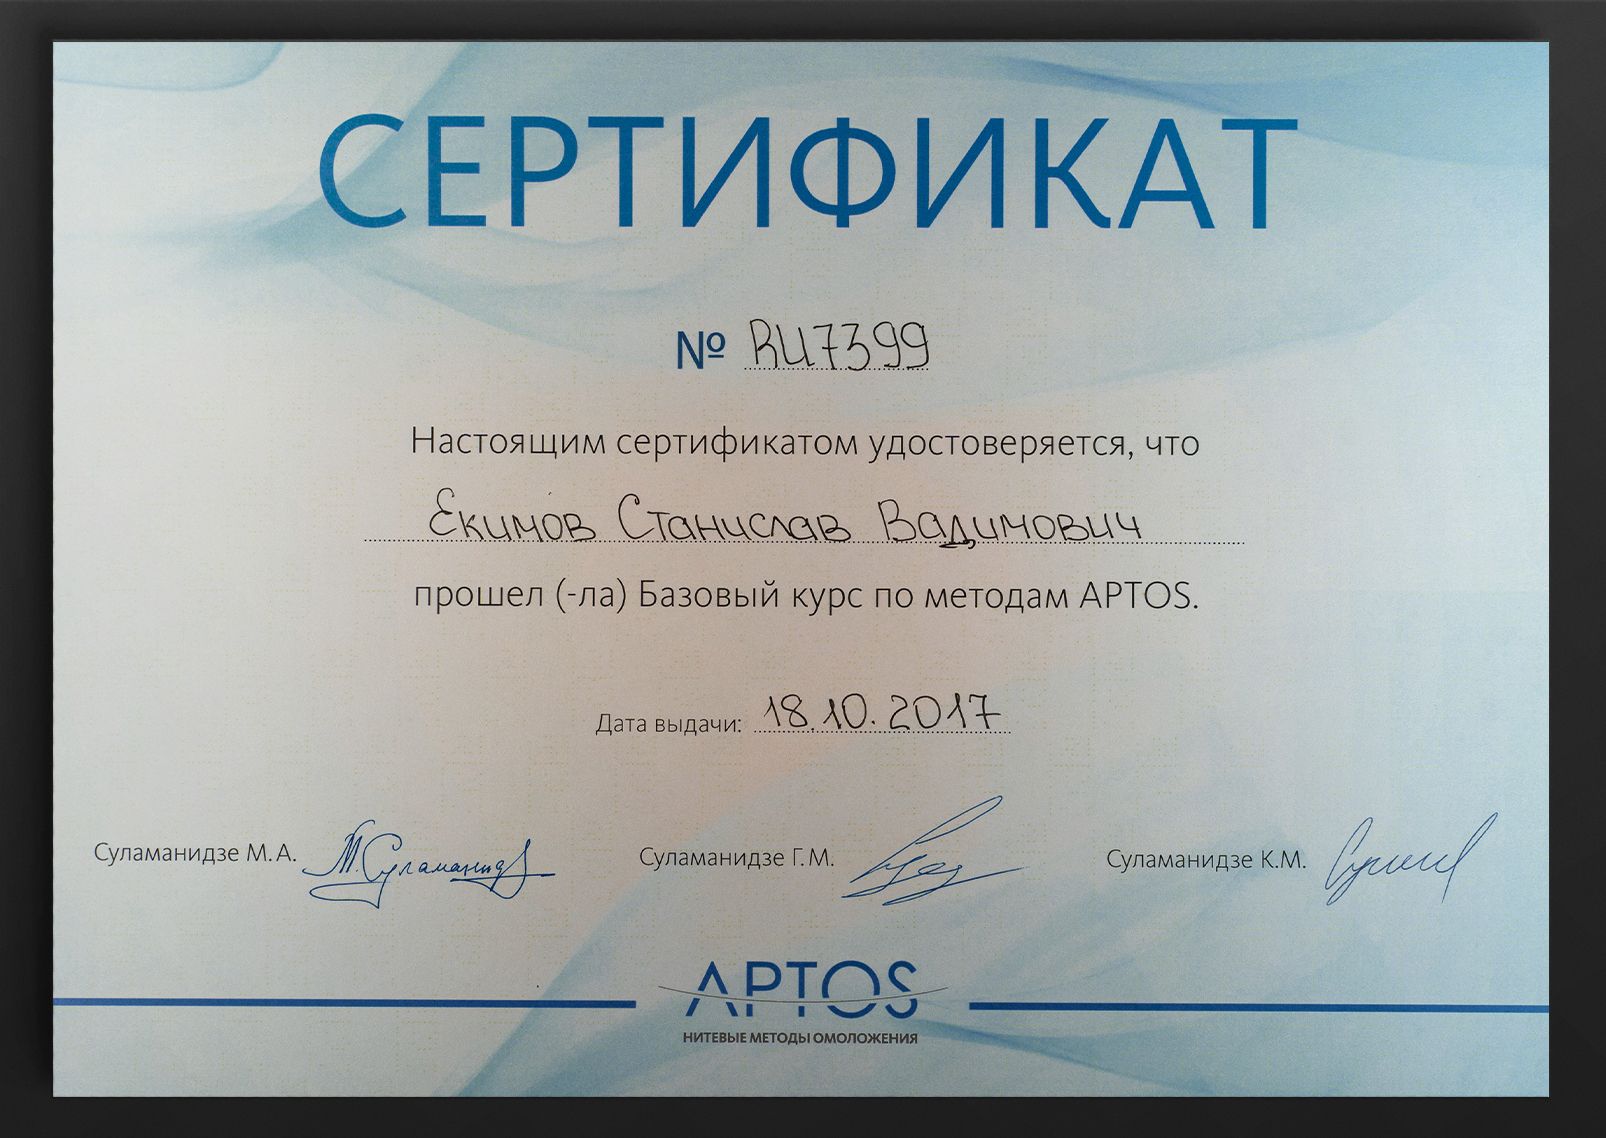 СЕРТИФИКАТ
№ RU7399
Настоящим сертификатом удостоверяется, что
Екимов Станислав Вадимович
прошел (-ла) Базовый курс по методам APTOS.
Дата выдачи: 18.10.2017
Суламанидзе М.А. М.Суламанидз Суламанидзе Г.М. Суламанидзе К.М.
APTOS
НИТЕВЫЕ МЕТОДЫ ОМОЛОЖЕНИЯ